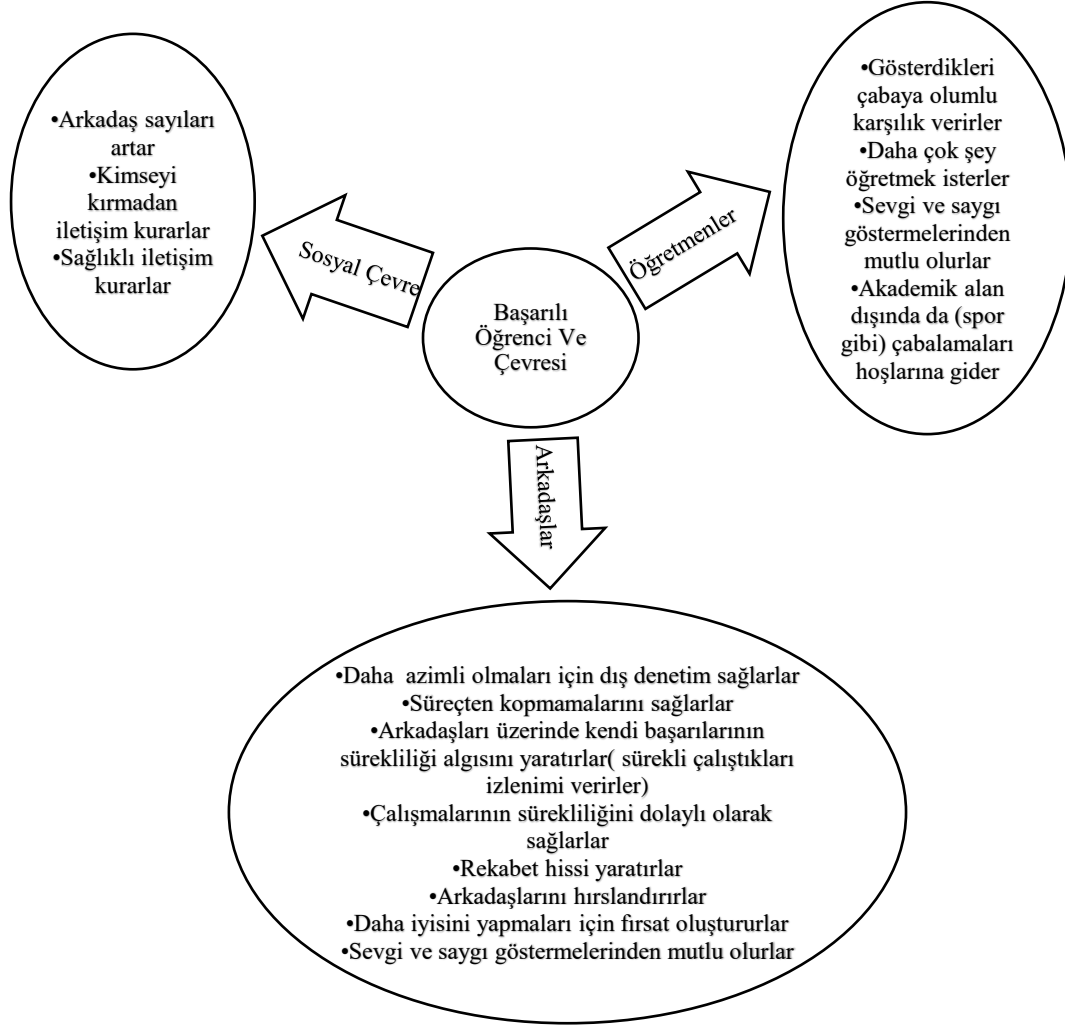 •Arkadaş sayıları
artar
•Kimseyi
kırmadan
iletişim kurarlar
•Sağlıklı iletişim
kurarlar
Sosyal Çevre
Başarılı
Öğrenci Ve
Çevresi
Öğretmenler
•Gösterdikleri
çabaya olumlu
karşılık verirler
•Daha çok şey
öğretmek isterler
•Sevgi ve saygı
göstermelerinden
mutlu olurlar
•Akademik alan
dışında da (spor
gibi) çabalamaları
hoşlarına gider
Arkadaşlar
•Daha  azimli olmaları için dış denetim sağlarlar
•Süreçten kopmamalarını sağlarlar
•Arkadaşları üzerinde kendi başarılarının
sürekliliği algısını yaratırlar( sürekli çalıştıkları
izlenimi verirler)
•Çalışmalarının sürekliliğini dolaylı olarak
sağlarlar
•Rekabet hissi yaratırlar
•Arkadaşlarını hırslandırırlar
•Daha iyisini yapmaları için fırsat oluştururlar
•Sevgi ve saygı göstermelerinden mutlu olurlar